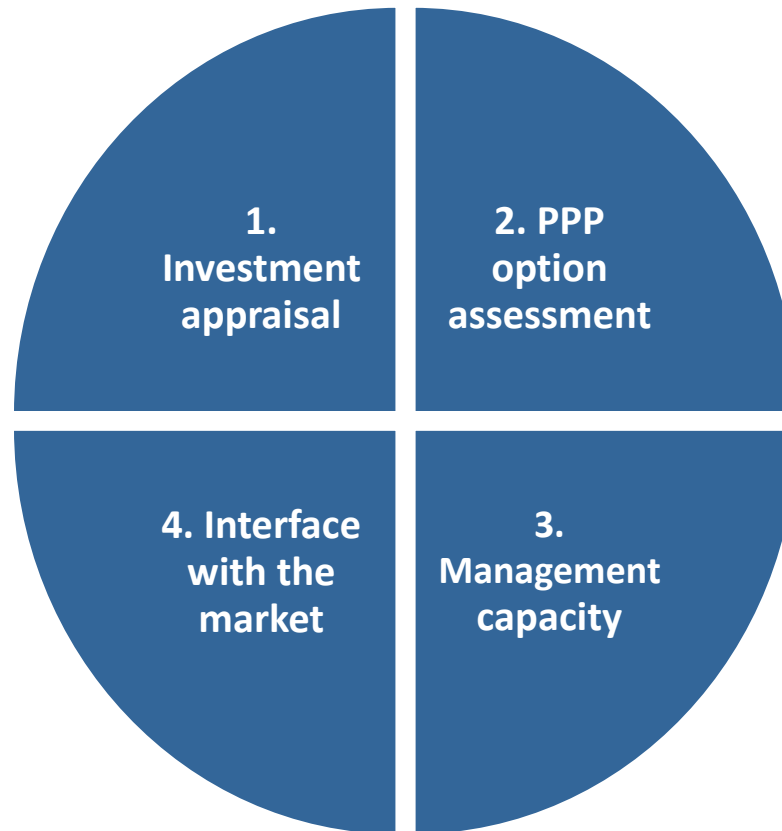 1.
Investment
appraisal
2. PPP
option
assessment
3.
Management
capacity
4. Interface
with the
market